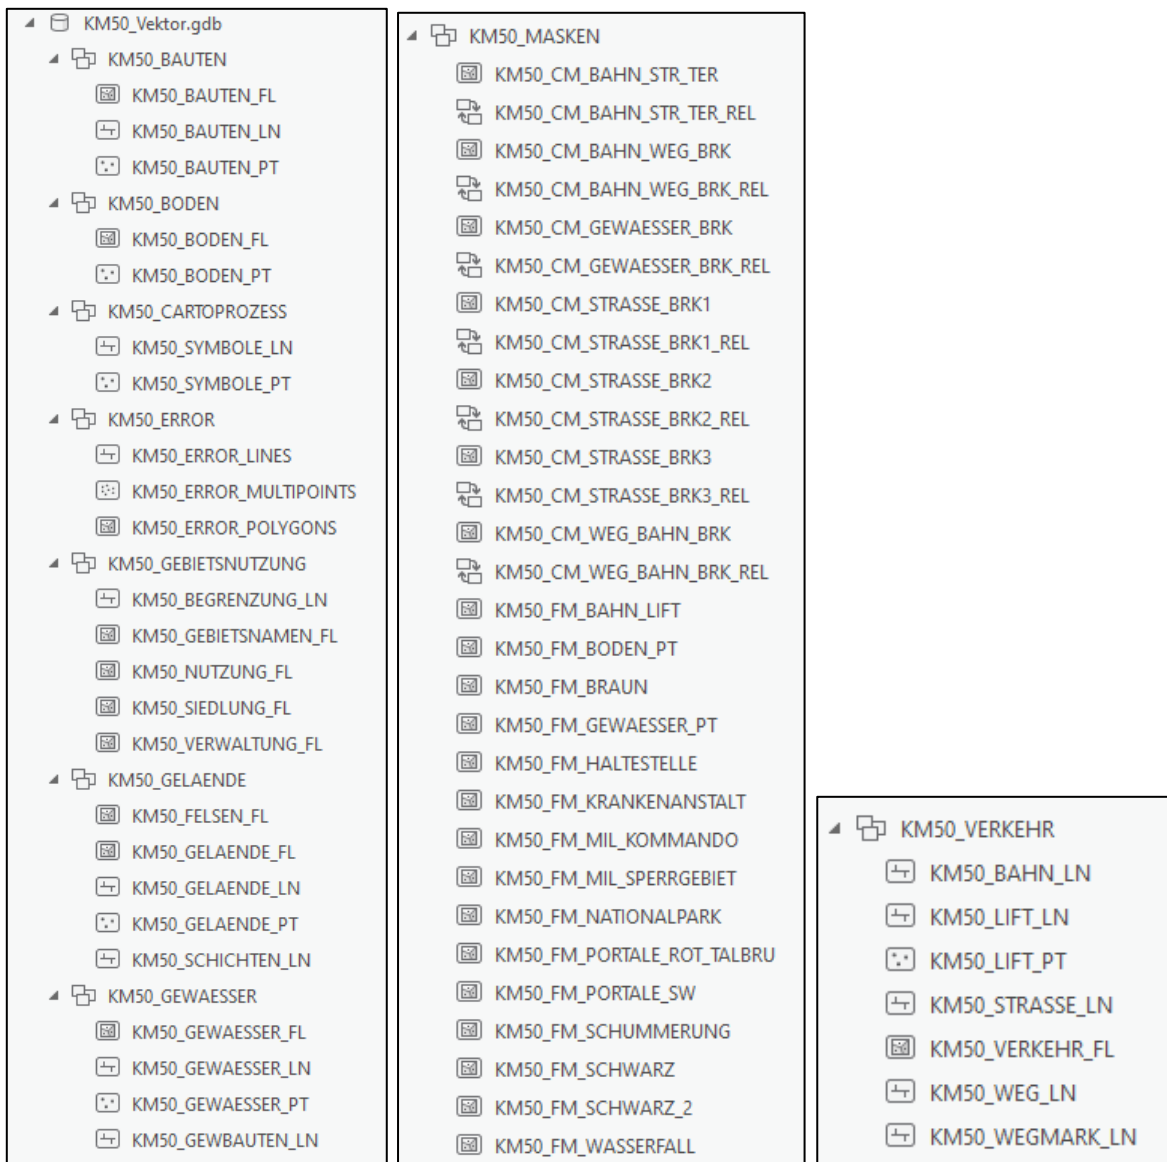 KM50_Vektor.gdb
KM50_BAUTEN
KM50_BAUTEN_FL
KM50_BAUTEN_LN
KM50_BAUTEN_PT
KM50_BODEN
KM50_BODEN_FL
KM50_BODEN_PT
KM50_CARTOPROZESS
KM50_SYMBOLE_LN
KM50_SYMBOLE_PT
KM50_ERROR
KM50_ERROR_LINES
KM50_ERROR_MULTIPOINTS
KM50_ERROR_POLYGONS
KM50_GEBIETSNUTZUNG
KM50_BEGRENZUNG_LN
KM50_GEBIETSNAMEN_FL
KM50_NUTZUNG_FL
KM50_SIEDLUNG_FL
KM50_VERWALTUNG_FL
KM50_GELAENDE
KM50_FELSEN_FL
KM50_GELAENDE_FL
KM50_GELAENDE_LN
KM50_GELAENDE_PT
KM50_SCHICHTEN_LN
KM50_GEWAESSER
KM50_GEWAESSER_FL
KM50_GEWAESSER_LN
KM50_GEWAESSER_PT
KM50_GEWBAUTEN_LN
KM50_MASKEN
KM50_CM_BAHN_STR_TER
KM50_CM_BAHN_STR_TER_REL
KM50_CM_BAHN_WEG_BRK
KM50_CM_BAHN_WEG_BRK_REL
KM50_CM_GEWAESSER_BRK
KM50_CM_GEWAESSER_BRK_REL
KM50_CM_STRASSE_BRK1
KM50_CM_STRASSE_BRK1_REL
KM50_CM_STRASSE_BRK2
KM50_CM_STRASSE_BRK2_REL
KM50_CM_STRASSE_BRK3
KM50_CM_STRASSE_BRK3_REL
KM50_CM_WEG_BAHN_BRK
KM50_CM_WEG_BAHN_BRK_REL
KM50_FM_BAHN_LIFT
KM50_FM_BODEN_PT
KM50_FM_BRAUN
KM50_FM_GEWAESSER_PT
KM50_FM_HALTESTELLE
KM50_FM_KRANKENANSTALT
KM50_FM_MIL_KOMMANDO
KM50_FM_MIL_SPERRGEBIET
KM50_FM_NATIONALPARK
KM50_FM_PORTALE_ROT_TALBRU
KM50_FM_PORTALE_SW
KM50_FM_SCHUMMERUNG
KM50_FM_SCHWARZ
KM50_FM_SCHWARZ_2
KM50_FM_WASSERFALL
KM50_VERKEHR
KM50_BAHN_LN
KM50_LIFT_LN
KM50_LIFT_PT
KM50_STRASSE_LN
KM50_VERKEHR_FL
KM50_WEG_LN
KM50_WEGMARK_LN